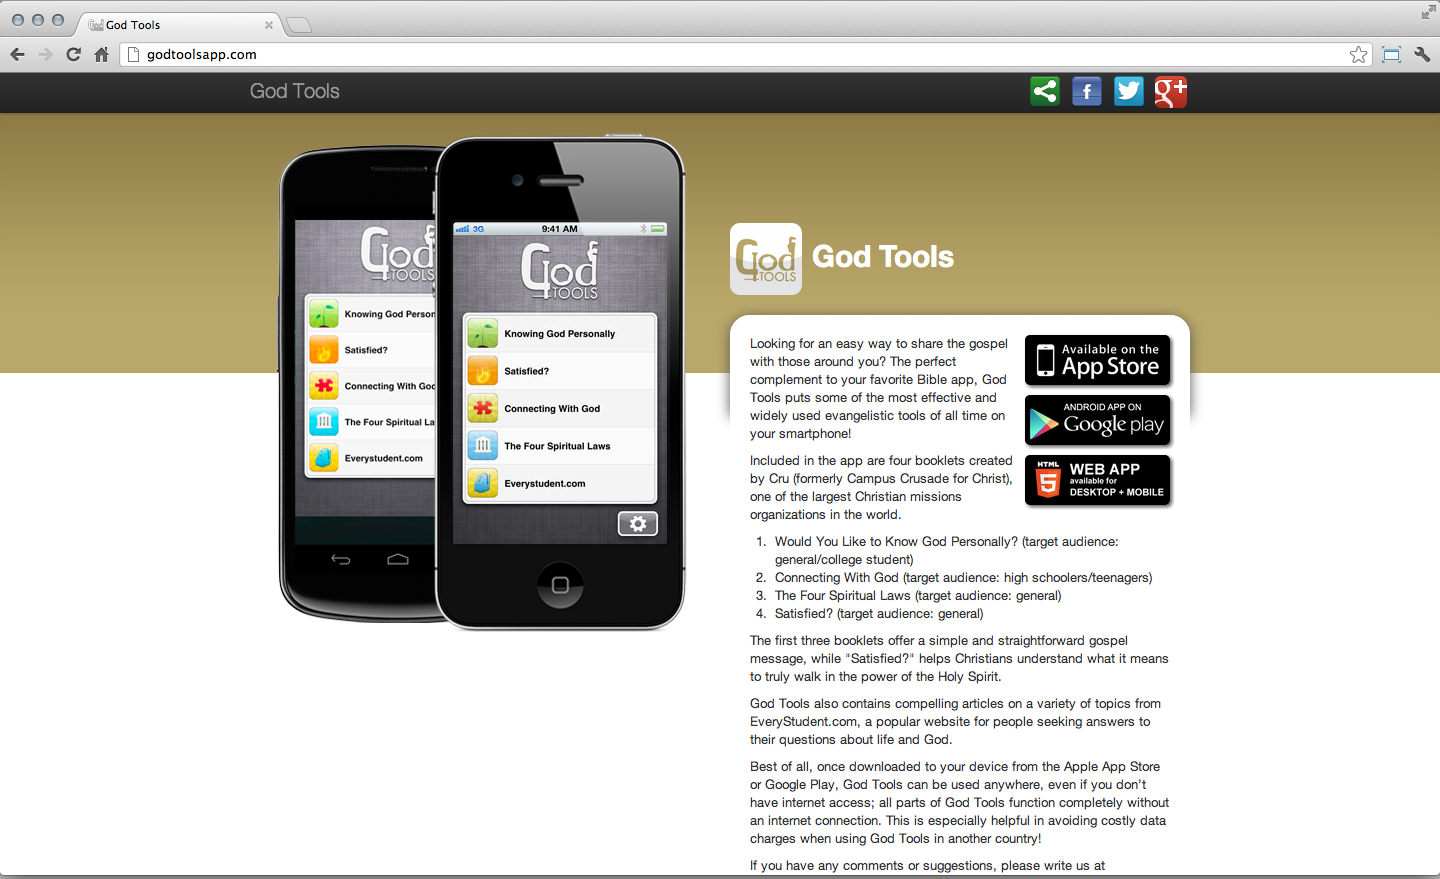 God Tools
godtoolsapp.com
God Tools
God
TOOLS
Knowing God Person
Satisfied?
Connecting With God
The Four Spiritual La
Everystudent.com
3G 9:41 AM
God
TOOLS
Knowing God Personally
Satisfied?
Connecting With God
The Four Spiritual Laws
Everystudent.com
God
TOOLS
God Tools
Looking for an easy way to share the gospel
with those around you? The perfect
complement to your favorite Bible app, God
Tools puts some of the most effective and
widely used evangelistic tools of all time on
your smartphone!
Available on the
App Store
ANDROID APP ON
Google play
HTML
5
WEB APP
available for
DESKTOP + MOBILE
Included in the app are four booklets created
by Cru (formerly Campus Crusade for Christ),
one of the largest Christian missions
organizations in the world.
1. Would You Like to Know God Personally? (target audience:
general/college student)
2. Connecting With God (target audience: high schoolers/teenagers)
3. The Four Spiritual Laws (target audience: general)
4. Satisfied? (target audience: general)
The first three booklets offer a simple and straightforward gospel
message, while "Satisfied?" helps Christians understand what it means
to truly walk in the power of the Holy Spirit.
God Tools also contains compelling articles on a variety of topics from
EveryStudent.com, a popular website for people seeking answers to
their questions about life and God.
Best of all, once downloaded to your device from the Apple App Store
or Google Play, God Tools can be used anywhere, even if you don't
have internet access; all parts of God Tools function completely without
an internet connection. This is especially helpful in avoiding costly data
charges when using God Tools in another country!
If you have any comments or suggestions, please write us at